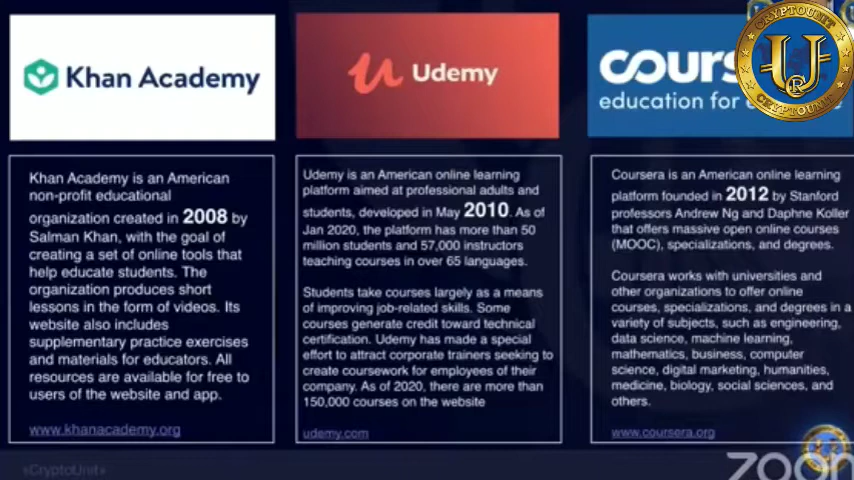 Khan Academy
Khan Academy is an American
non-profit educational
organization created in 2008 by
Salman Khan, with the goal of
creating a set of online tools that
help educate students. The
organization produces short
lessons in the form of videos. Its
website also includes
supplementary practice exercises
and materials for educators. All
resources are available for free to
users of the website and app.
www.khanacademy.org
Udemy
Udemy is an American online learning
platform aimed at professional adults and
students, developed in May 2010. As of
Jan 2020, the platform has more than 50
million students and 57,000 instructors
teaching courses in over 65 languages.
Students take courses largely as a means
of improving job-related skills. Some
courses generate credit toward technical
certification. Udemy has made a special
effort to attract corporate trainers seeking to
create coursework for employees of their
company. As of 2020, there are more than
150,000 courses on the website
udemy.com
cours
education for e
Coursera is an American online learning
platform founded in 2012 by Stanford
professors Andrew Ng and Daphne Koller
that offers massive open online courses
(MOOC), specializations, and degrees.
Coursera works with universities and
other organizations to offer online
courses, specializations, and degrees in a
variety of subjects, such as engineering,
data science, machine learning,
mathematics, business, computer
science, digital marketing, humanities,
medicine, biology, social sciences, and
others.
www.coursera.org
CRYPTOUNIT
U
R
CRYPTOUNIT
«CryptoUnit»
zoom